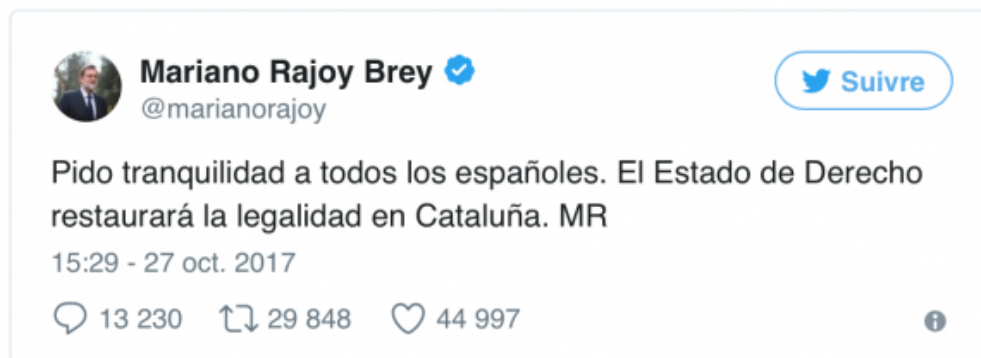 Mariano Rajoy Brey
@marianorajoy
Suivre
Pido tranquilidad a todos los españoles. El Estado de Derecho
restaurará la legalidad en Cataluña. MR
15:29 - 27 oct. 2017
13 230 29 848 44 997